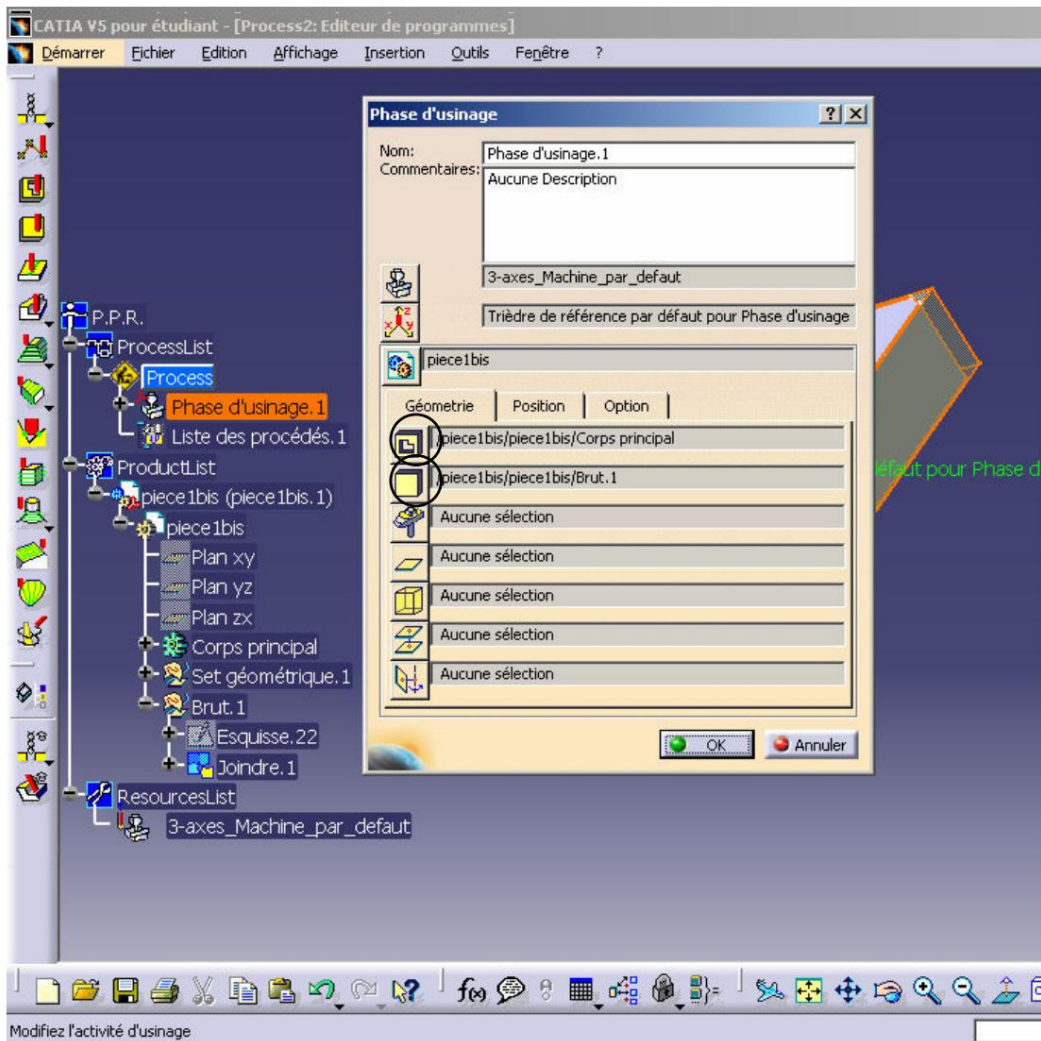 CATIA V5 pour étudiant - [Process2: Editeur de programmes]
Démarrer Fichier Edition Affichage Insertion Outils Fenêtre ?
Phase d'usinage
Nom: Phase d'usinage.1
Commentaires: Aucune Description
3-axes_Machine_par_defaut
Trièdre de référence par défaut pour Phase d'usinage
piece1bis
Géometrie Position Option
/piece1bis/piece1bis/Corps principal
/piece1bis/piece1bis/Brut.1
Aucune sélection
Aucune sélection
Aucune sélection
Aucune sélection
Aucune sélection
OK Annuler
P.P.R.
ProcessList
Process
Phase d'usinage.1
Liste des procédés.1
ProductList
piece1bis (piece1bis.1)
piece1bis
Plan xy
Plan yz
Plan zx
Corps principal
Set géométrique.1
Brut.1
Esquisse.22
Joindre.1
ResourcesList
3-axes_Machine_par_defaut
éfaut pour Phase d
f(x)
Modifiez l'activité d'usinage